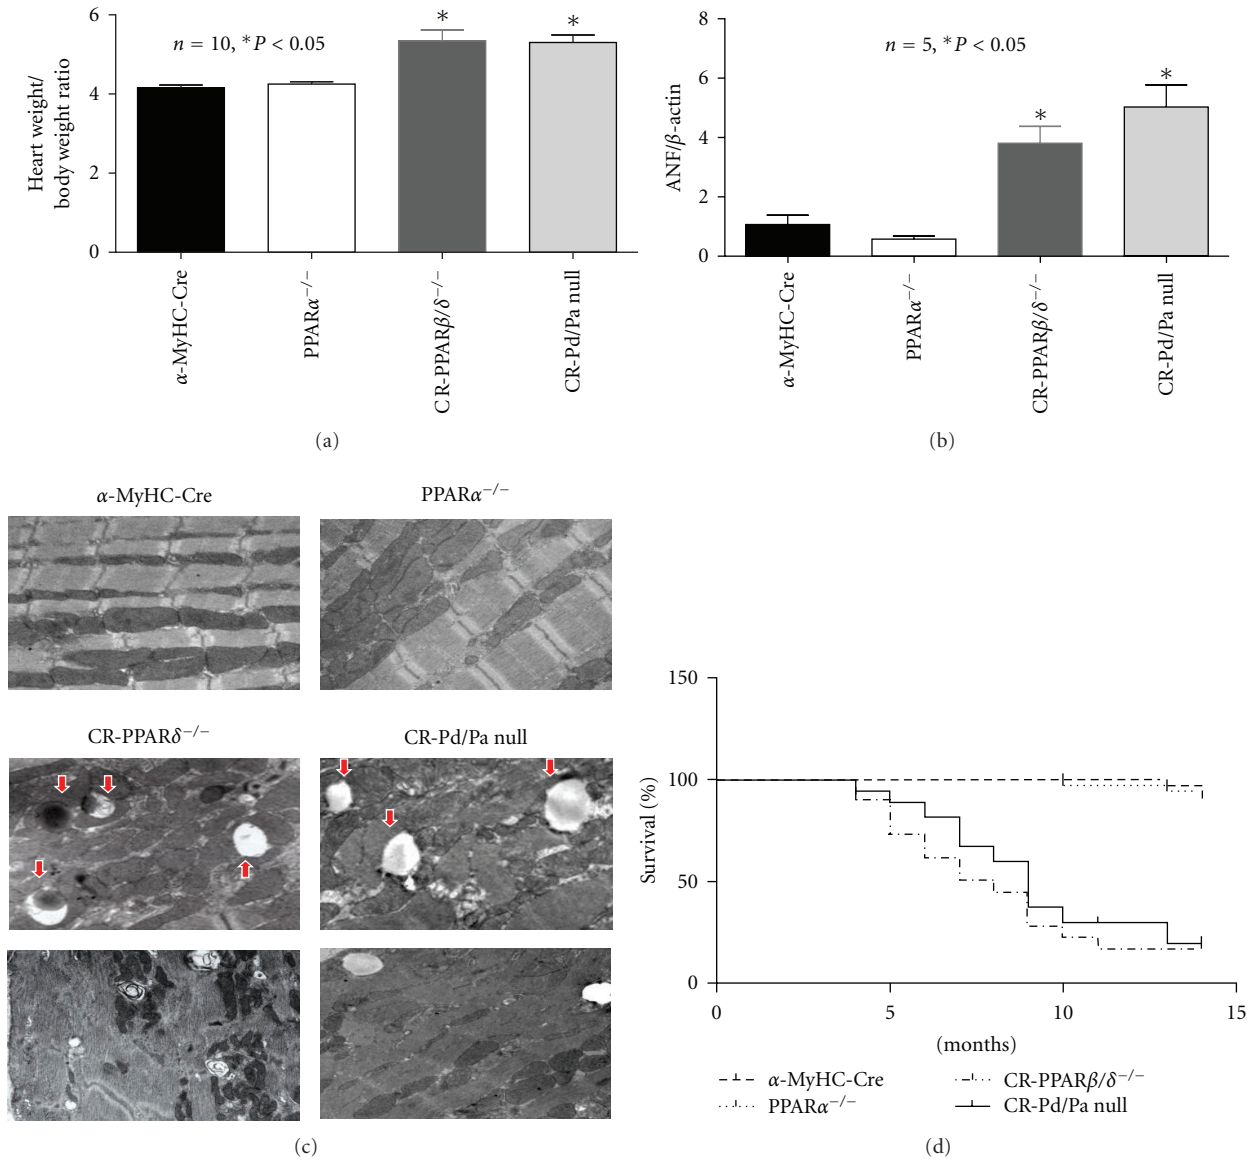 6
4
2
0
Heart weight/
body weight ratio
n = 10, *P < 0.05
*
*
α-MyHC-Cre
PPARα−/−
CR-PPARβ/δ−/−
CR-Pd/Pa null
(a)
8
6
4
2
0
ANF/β-actin
n = 5, *P < 0.05
*
*
α-MyHC-Cre
PPARα−/−
CR-PPARβ/δ−/−
CR-Pd/Pa null
(b)
α-MyHC-Cre
PPARα−/−
CR-PPARδ−/−
CR-Pd/Pa null
(c)
150
100
50
0
Survival (%)
0 5 10 15
(months)
α-MyHC-Cre
PPARα−/−
CR-PPARβ/δ−/−
CR-Pd/Pa null
(d)